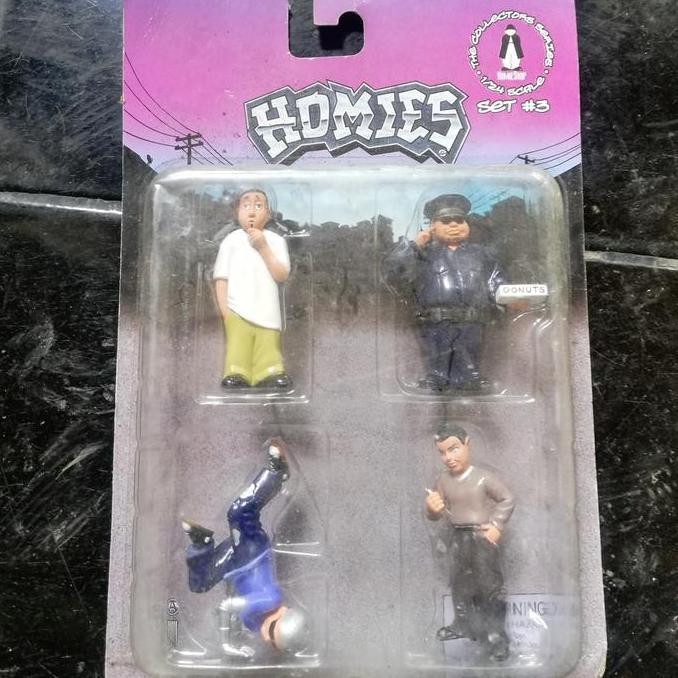 THE COLLECTORS SERIES
1/24 SCALE
SET #3
HOMIES
DONUTS